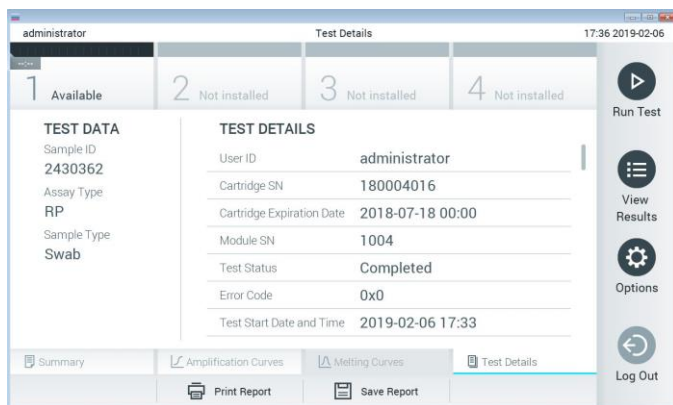 administrator Test Details 17:36 2019-02-06
--:--
1 Available 2 Not installed 3 Not installed 4 Not installed
Run Test
TEST DATA
Sample ID
2430362
Assay Type
RP
Sample Type
Swab
TEST DETAILS
User ID administrator
Cartridge SN 180004016
Cartridge Expiration Date 2018-07-18 00:00
Module SN 1004
Test Status Completed
Error Code 0x0
Test Start Date and Time 2019-02-06 17:33
View
Results
Options
Log Out
Summary Amplification Curves Melting Curves Test Details
Print Report Save Report